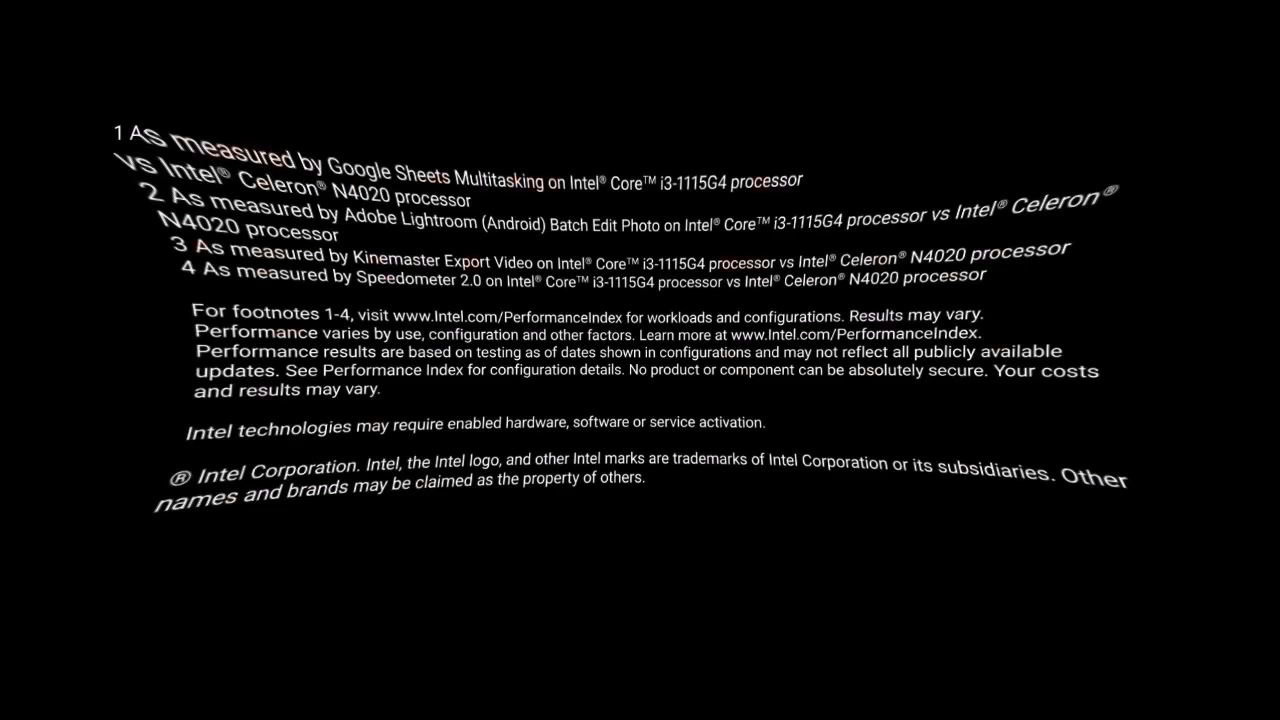 1 As measured by Google Sheets Multitasking on Intel® Core™ i3-1115G4 processor
vs Intel® Celeron® N4020 processor
2 As measured by Adobe Lightroom (Android) Batch Edit Photo on Intel® Core™ i3-1115G4 processor vs Intel® Celeron®
N4020 processor
3 As measured by Kinemaster Export Video on Intel® Core™ i3-1115G4 processor vs Intel® Celeron® N4020 processor
4 As measured by Speedometer 2.0 on Intel® Core™ i3-1115G4 processor vs Intel® Celeron® N4020 processor
For footnotes 1-4, visit www.Intel.com/PerformanceIndex for workloads and configurations. Results may vary.
Performance varies by use, configuration and other factors. Learn more at www.Intel.com/PerformanceIndex.
Performance results are based on testing as of dates shown in configurations and may not reflect all publicly available
updates. See Performance Index for configuration details. No product or component can be absolutely secure. Your costs
and results may vary.
Intel technologies may require enabled hardware, software or service activation.
® Intel Corporation. Intel, the Intel logo, and other Intel marks are trademarks of Intel Corporation or its subsidiaries. Other
names and brands may be claimed as the property of others.